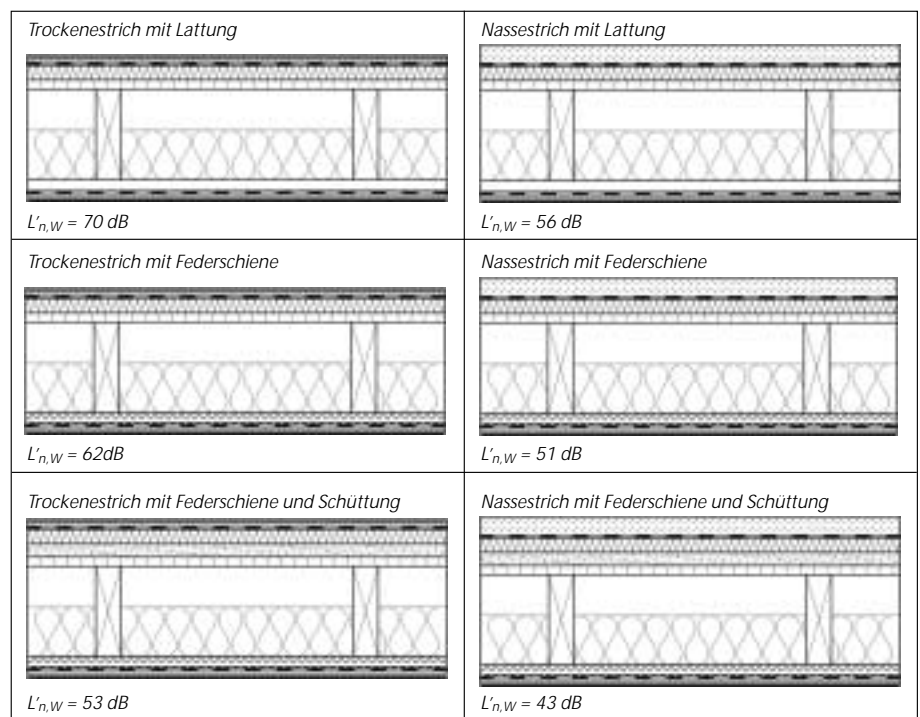 Trockenestrich mit Lattung
L'n,W = 70 dB
Nassestrich mit Lattung
L'n,W = 56 dB
Trockenestrich mit Federschiene
L'n,W = 62dB
Nassestrich mit Federschiene
L'n,W = 51 dB
Trockenestrich mit Federschiene und Schüttung
L'n,W = 53 dB
Nassestrich mit Federschiene und Schüttung
L'n,W = 43 dB